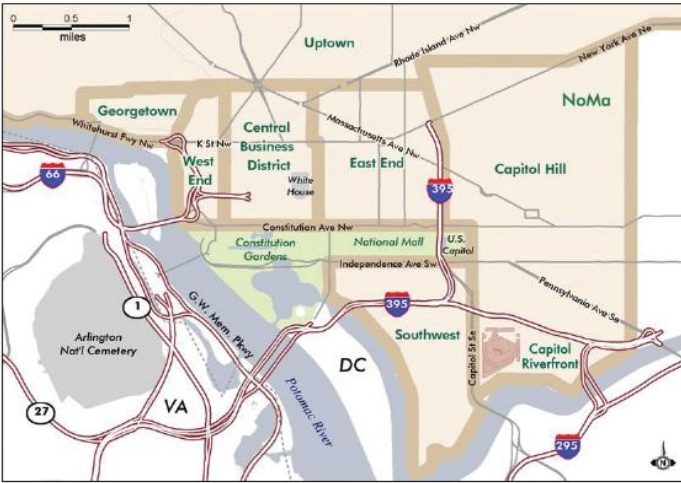 0 0.5 1
miles
Uptown
Rhode Island Ave Nw
New York Ave Ne
Georgetown
NoMa
Whitehurst Pwy Nw
K St Nw
Central
Business
District
Massachusetts Ave Nw
West
End
East End
Capitol Hill
White
House
66
395
Constitution Ave Nw
Constitution
Gardens
National Mall
U.S.
Capitol
Independence Ave Sw
Pennsylvania Ave Se
1
G.W. Mem. Pkwy
395
Arlington
Nat'l Cemetery
Southwest
Capitol St Se
Capitol
Riverfront
DC
VA
Potomac River
27
295
N